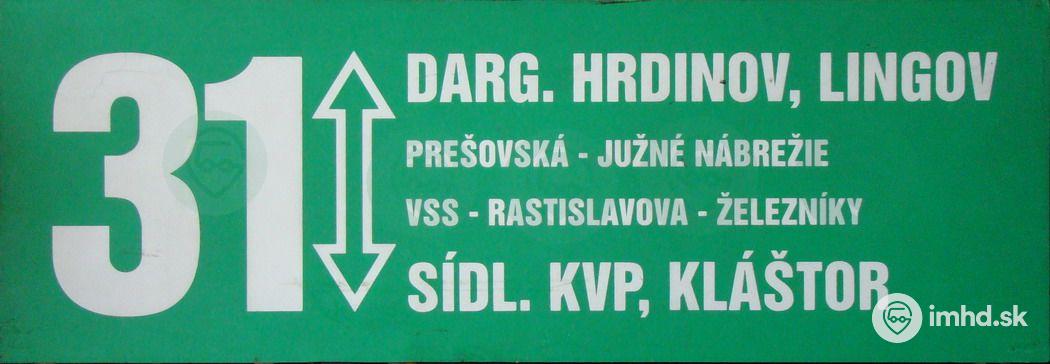 31
DARG. HRDINOV, LINGOV
PREŠOVSKÁ - JUŽNÉ NÁBREŽIE
VSS - RASTISLAVOVA - ŽELEZNÍKY
SÍDL. KVP, KLÁŠTOR
imhd.sk